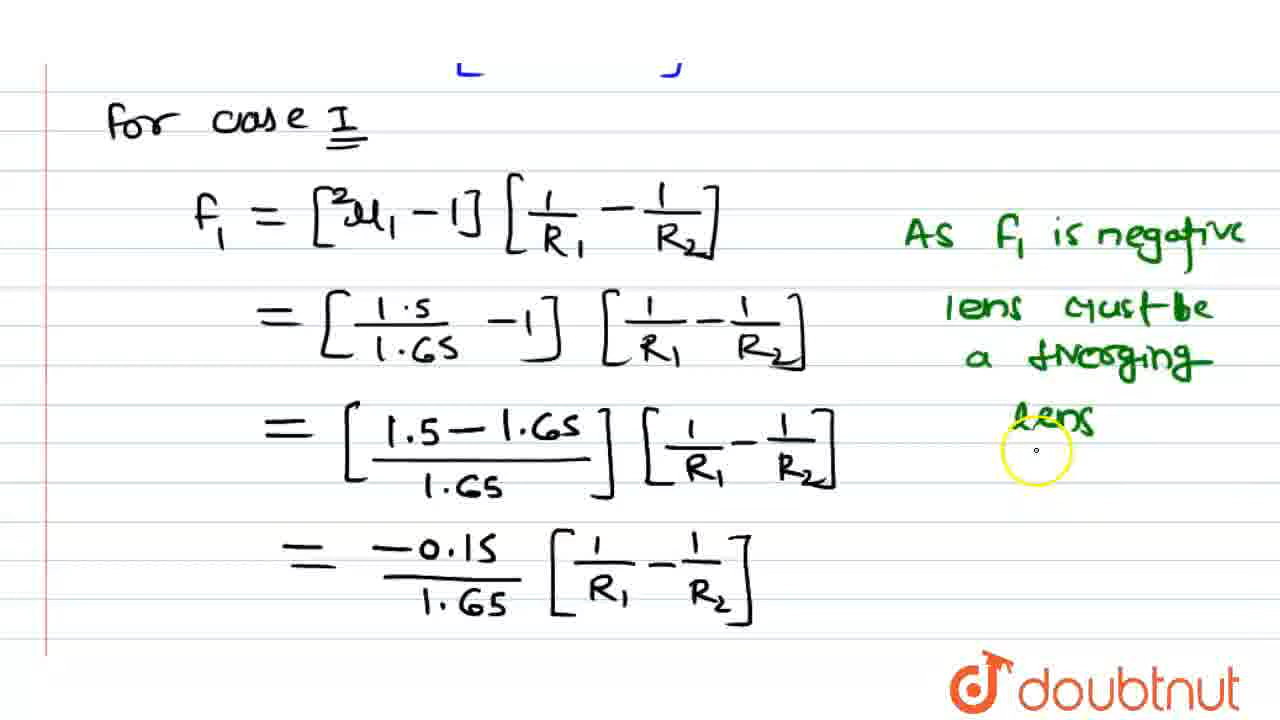 for case I
f₁ = [²μ₁ - 1] [1/R₁ - 1/R₂]
= [1.5/1.65 - 1] [1/R₁ - 1/R₂]
= [(1.5 - 1.65)/1.65] [1/R₁ - 1/R₂]
= -0.15/1.65 [1/R₁ - 1/R₂]
As f₁ is negative
lens must be
a diverging
lens
doubtnut